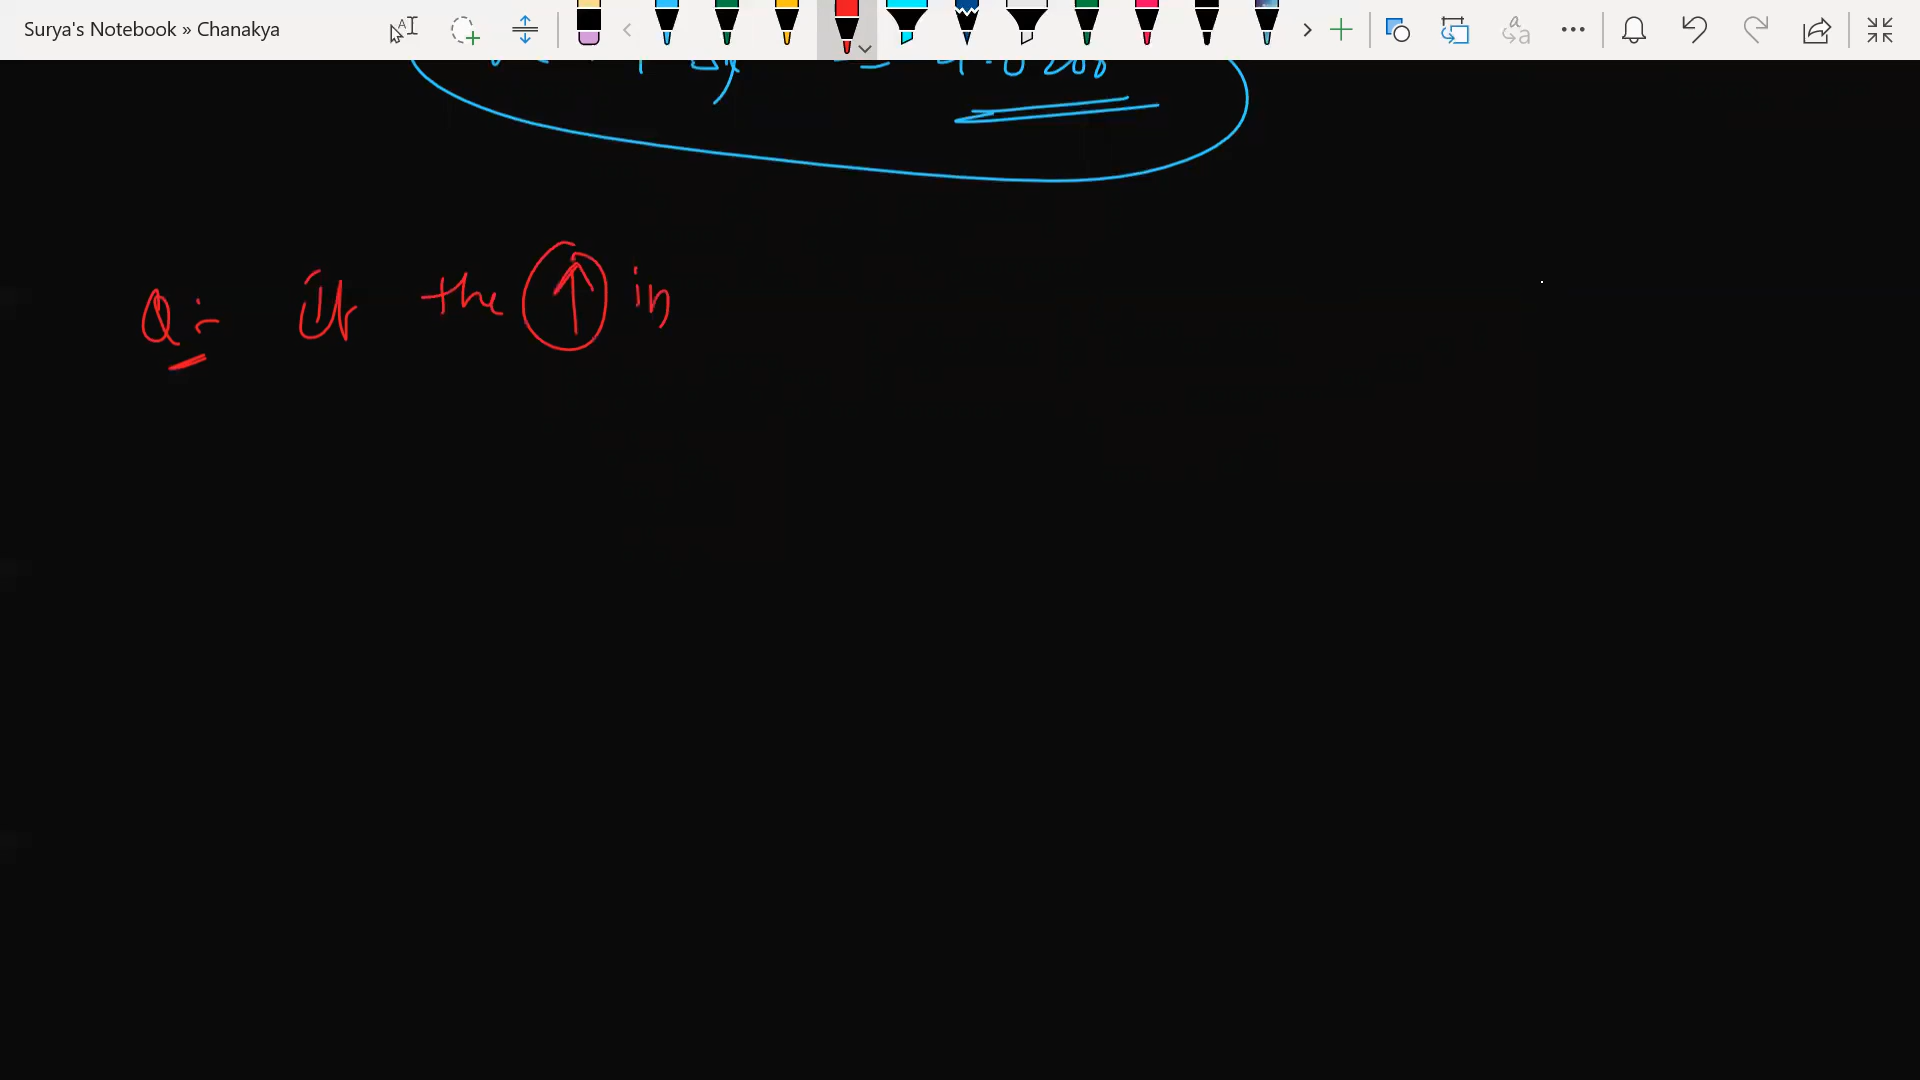 Surya's Notebook » Chanakya
Q:- If the ↑ in